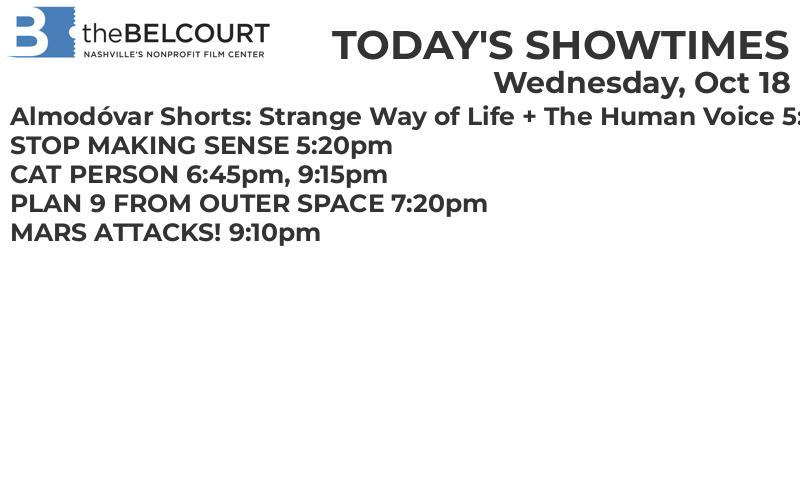 B theBELCOURT
NASHVILLE'S NONPROFIT FILM CENTER
TODAY'S SHOWTIMES
Wednesday, Oct 18
Almodóvar Shorts: Strange Way of Life + The Human Voice 5:
STOP MAKING SENSE 5:20pm
CAT PERSON 6:45pm, 9:15pm
PLAN 9 FROM OUTER SPACE 7:20pm
MARS ATTACKS! 9:10pm